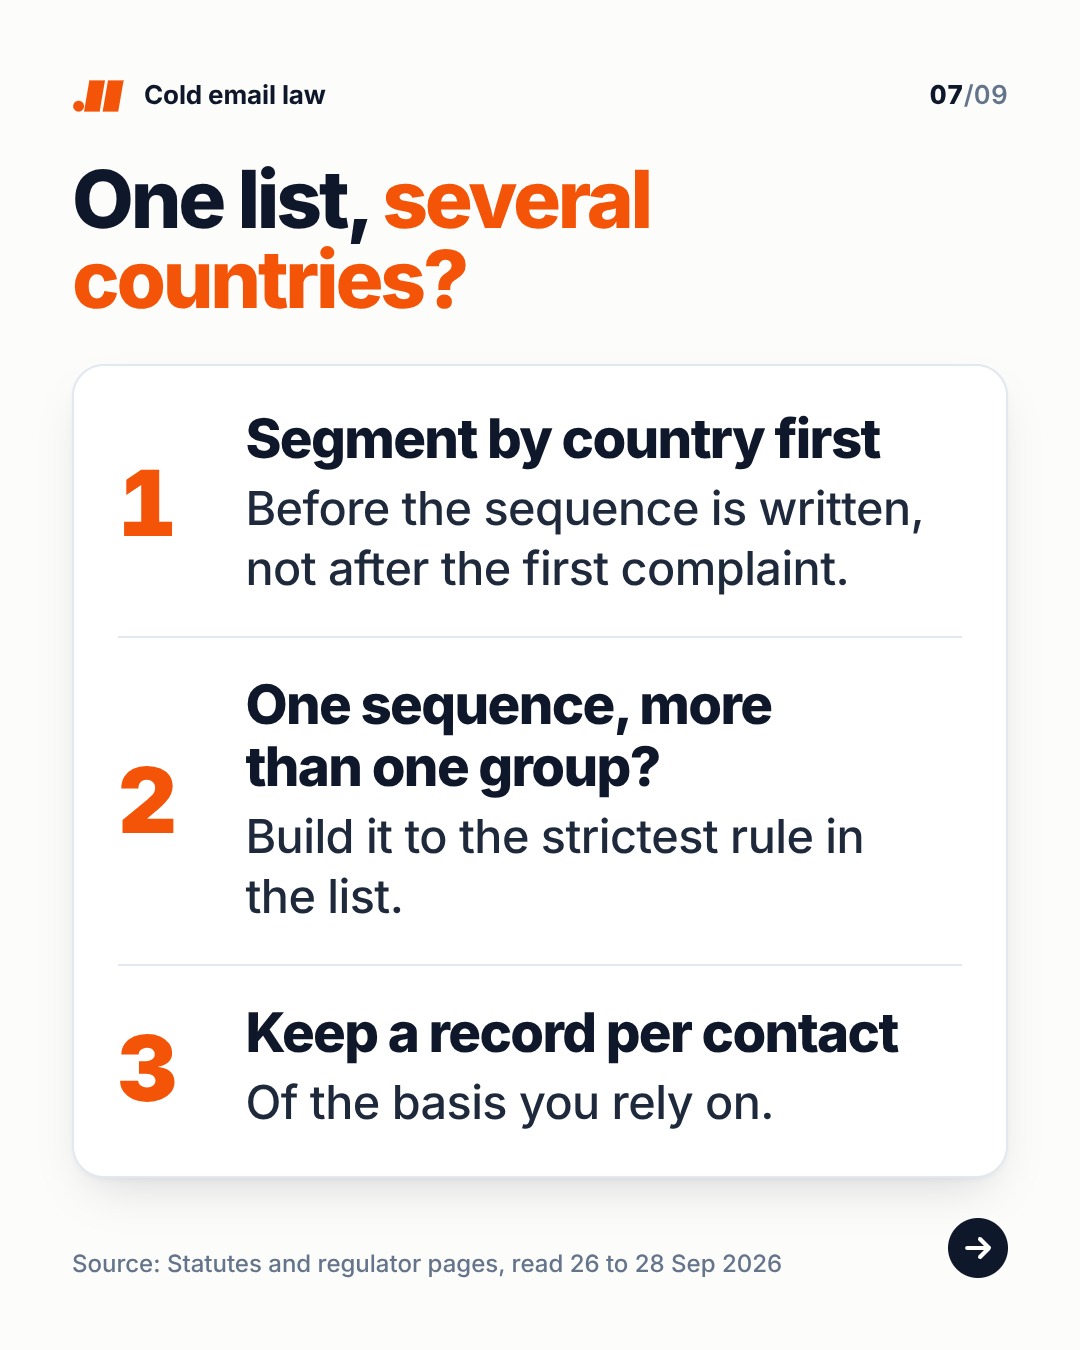 Cold email law
07/09
One list, several
countries?
1
Segment by country first
Before the sequence is written,
not after the first complaint.
2
One sequence, more
than one group?
Build it to the strictest rule in
the list.
3
Keep a record per contact
Of the basis you rely on.
Source: Statutes and regulator pages, read 26 to 28 Sep 2026